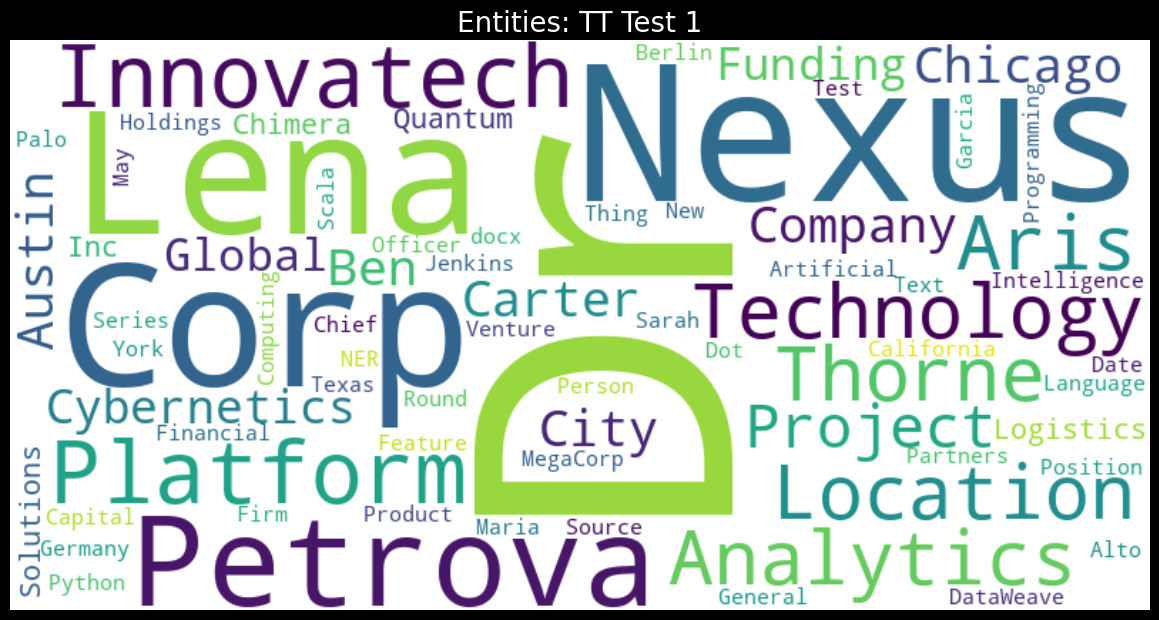 Entities: TT Test 1
Innovatech
Berlin
Funding
Chicago
Nexus
Test
Holdings
Chimera
Quantum
Palo
May
Lena
Scala
Garcia
Programming
Austin
Thing
New
Company
Aris
Inc
Global
Officer
docx
Ben
Jenkins
Dr
Artificial
Intelligence
Text
Corp
Computing
Carter
Technology
Series
Chief
Venture
Sarah
York
NER
Dot
California
Date
Texas
Person
Thorne
Language
Cybernetics
Round
City
Project
Logistics
Financial
Feature
MegaCorp
Partners
Position
Platform
Location
Solutions
Capital
Firm
Product
Maria
Source
Germany
Petrova
Analytics
Alto
Python
General
DataWeave